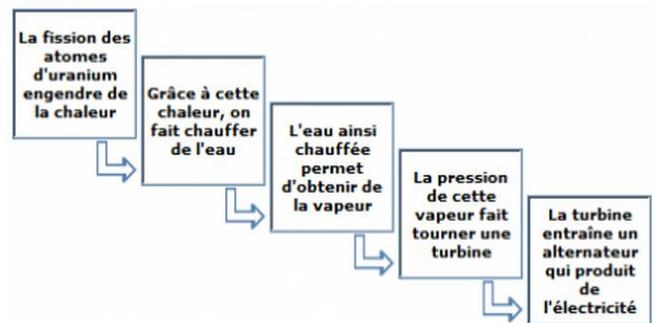 La fission des
atomes
d'uranium
engendre de
la chaleur
Grâce à cette
chaleur, on
fait chauffer
de l'eau
L'eau ainsi
chauffée
permet
d'obtenir de
la vapeur
La pression
de cette
vapeur fait
tourner une
turbine
La turbine
entraîne un
alternateur
qui produit
de
l'électricité